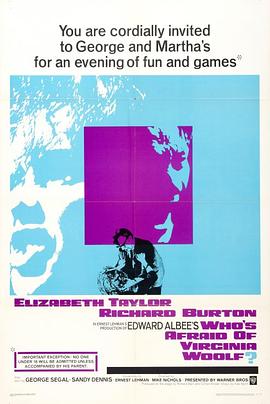 You are cordially invited
to George and Martha's
for an evening of fun and games*
ELIZABETH TAYLOR
RICHARD BURTON
IN ERNEST LEHMAN'S
PRODUCTION OF
EDWARD ALBEE'S
WHO'S
AFRAID OF
VIRGINIA
WOOLF?
IMPORTANT EXCEPTION: NO ONE
UNDER 18 WILL BE ADMITTED UNLESS
ACCOMPANIED BY HIS PARENT.
GEORGE SEGAL · SANDY DENNIS · ERNEST LEHMAN · MIKE NICHOLS · PRESENTED BY WARNER BROS.